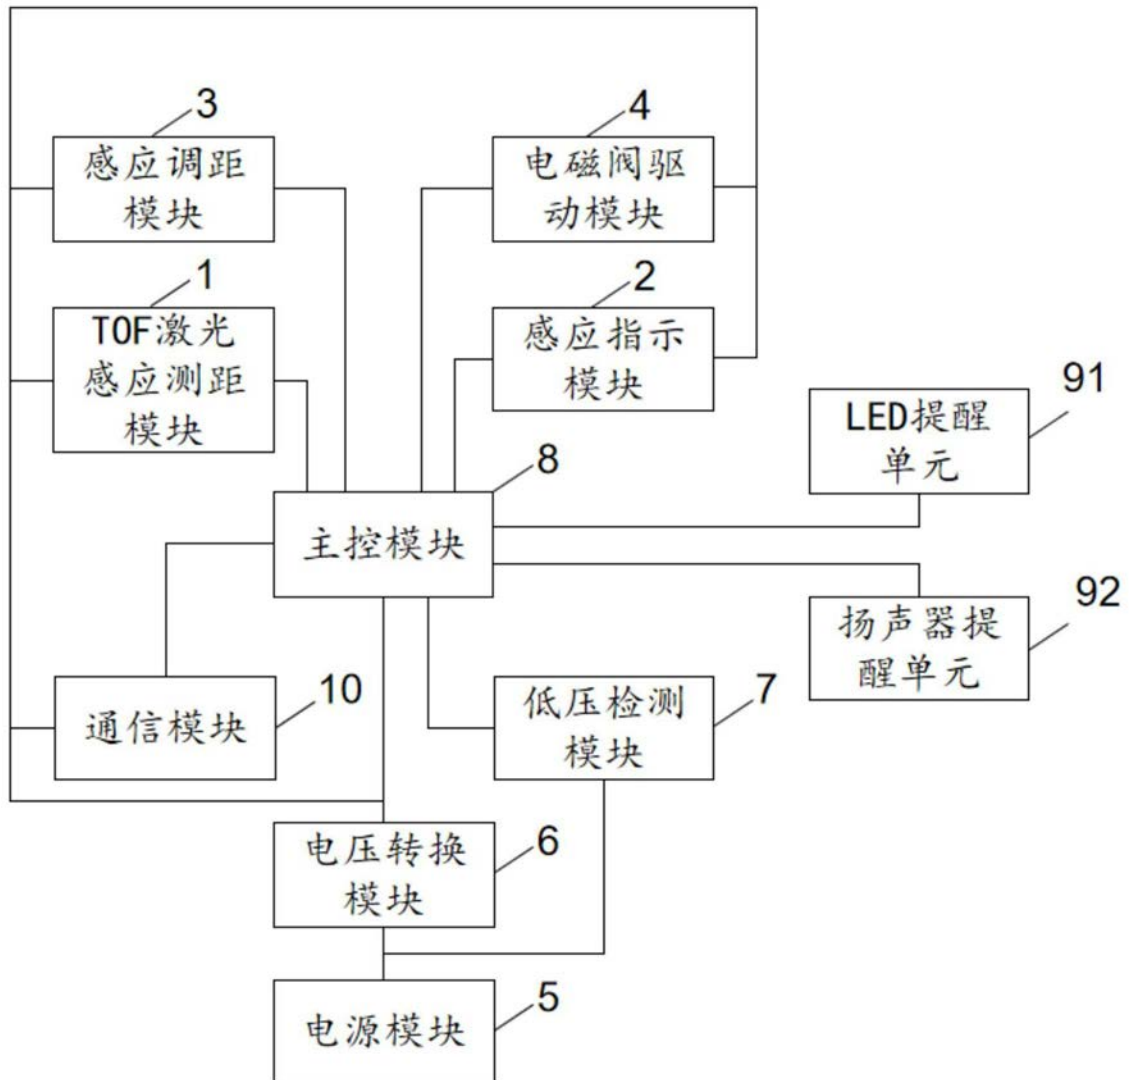 3
感应调距
模块
4
电磁阀驱
动模块
1
TOF激光
感应测距
模块
2
感应指示
模块
91
LED提醒
单元
8
主控模块
92
扬声器提
醒单元
10
通信模块
7
低压检测
模块
6
电压转换
模块
5
电源模块